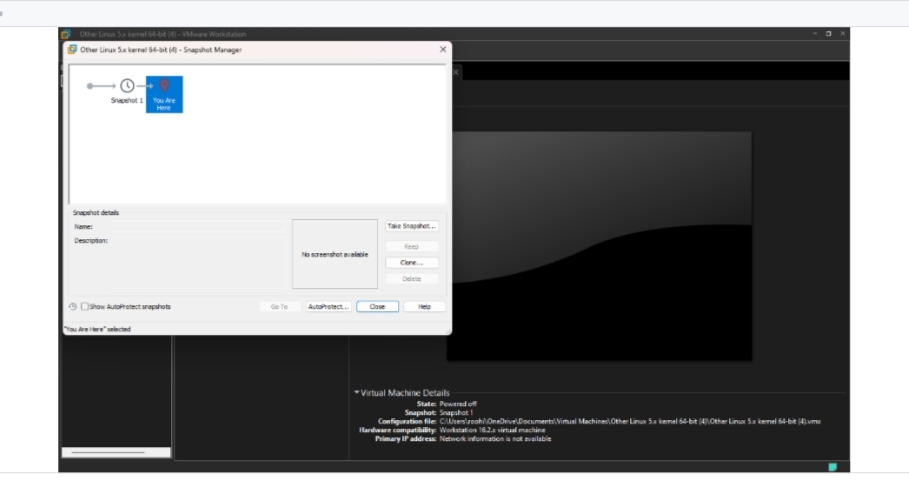 Other Linux 5.x kernel 64-bit (4) - VMware Workstation
Other Linux 5.x kernel 64-bit (4) - Snapshot Manager
Snapshot 1
You Are
Here
Snapshot details
Name:
Take Snapshot...
Description:
Keep
No screenshot available
Clone...
Delete
Show AutoProtect snapshots
Go To
AutoProtect...
Close
Help
"You Are Here" selected
Virtual Machine Details
State: Powered off
Snapshot: Snapshot 1
Configuration file: C:\Users\roohi\OneDrive\Documents\Virtual Machines\Other Linux 5.x kernel 64-bit (4)\Other Linux 5.x kernel 64-bit (4).vmx
Hardware compatibility: Workstation 16.2.x virtual machine
Primary IP address: Network information is not available